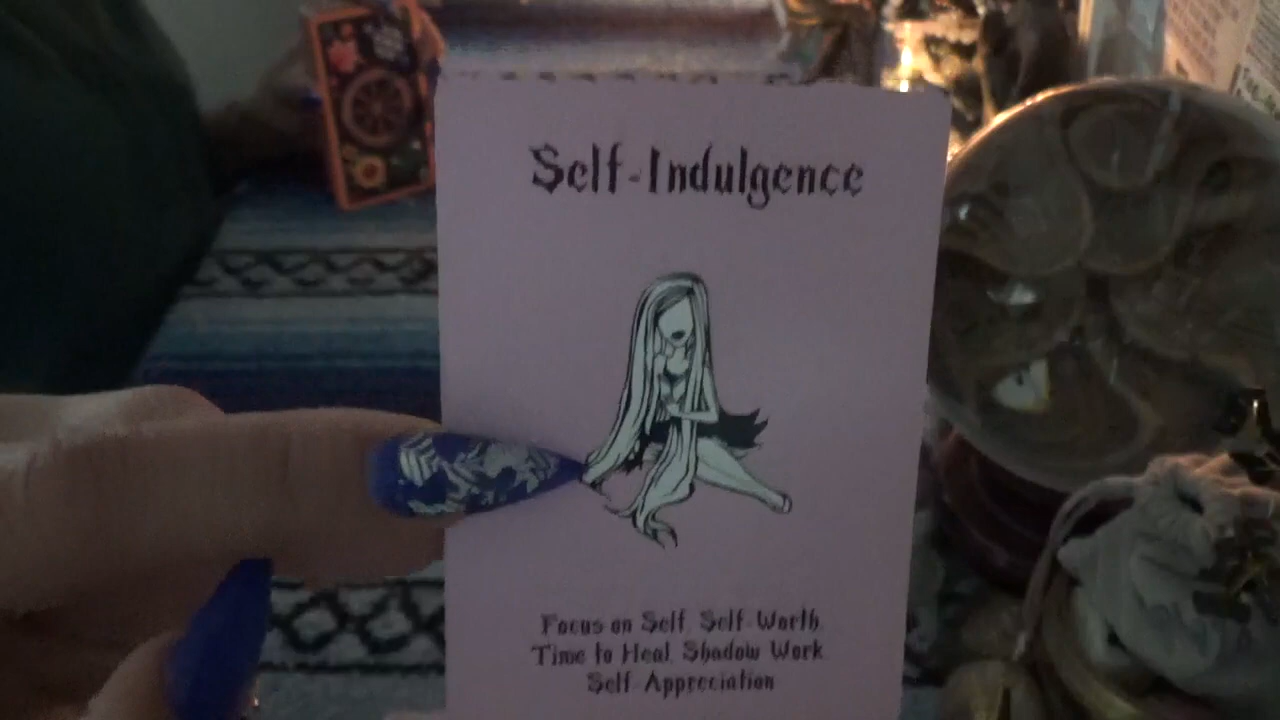 Self-Indulgence
Focus on Self, Self-Worth,
Time to Heal, Shadow Work,
Self-Appreciation